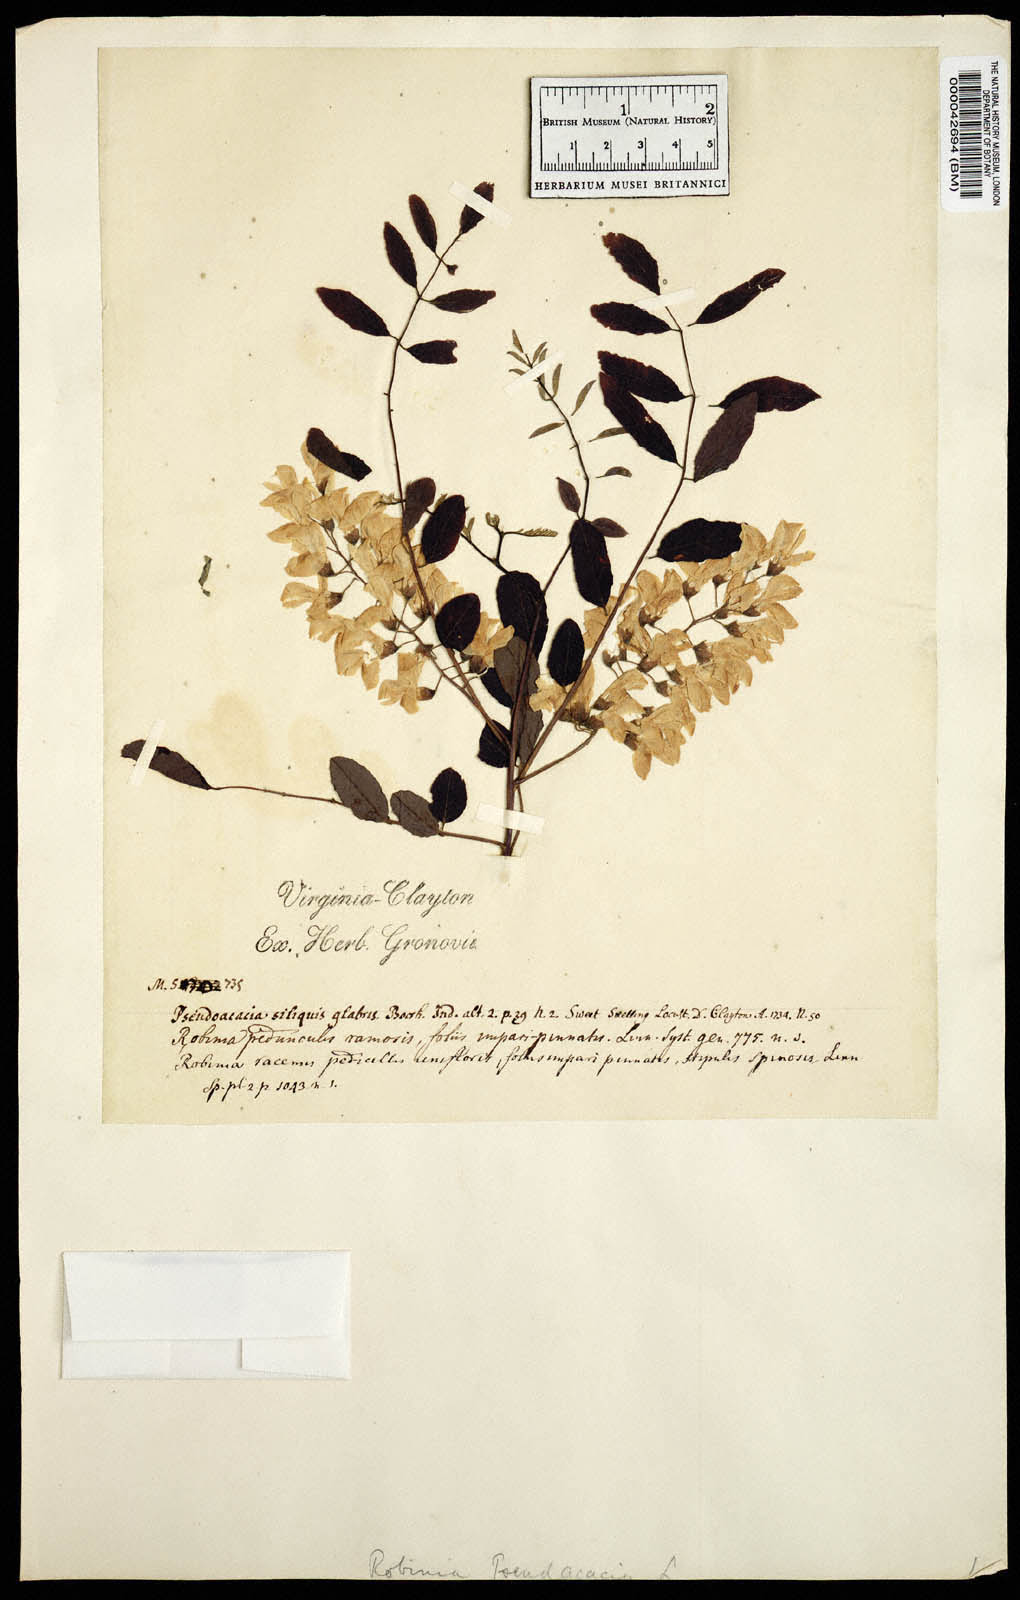 THE NATURAL HISTORY MUSEUM, LONDON
DEPARTMENT OF BOTANY
000042694 (BM)
1 2
BRITISH MUSEUM (NATURAL HISTORY)
1 2 3 4 5
HERBARIUM MUSEI BRITANNICI
Virginia-Clayton
Ex. Herb. Gronovii
M. 735
Pseudoacacia siliquis glabris. Boerh. Ind. alt. 2. p. 39 n. 2 Sweet Smelling Locust. D. Clayton A. 1734. N. 50
Robinia pedunculis ramosis, foliis impari-pinnatis. Linn. Syst. gen. 775. n. 1.
Robinia racemis pedicellis unifloris, foliis impari pinnatis, stipulis spinosis Linn
Sp. pl. 2 p. 1043. n. 1.
Robinia Pseudacacia L